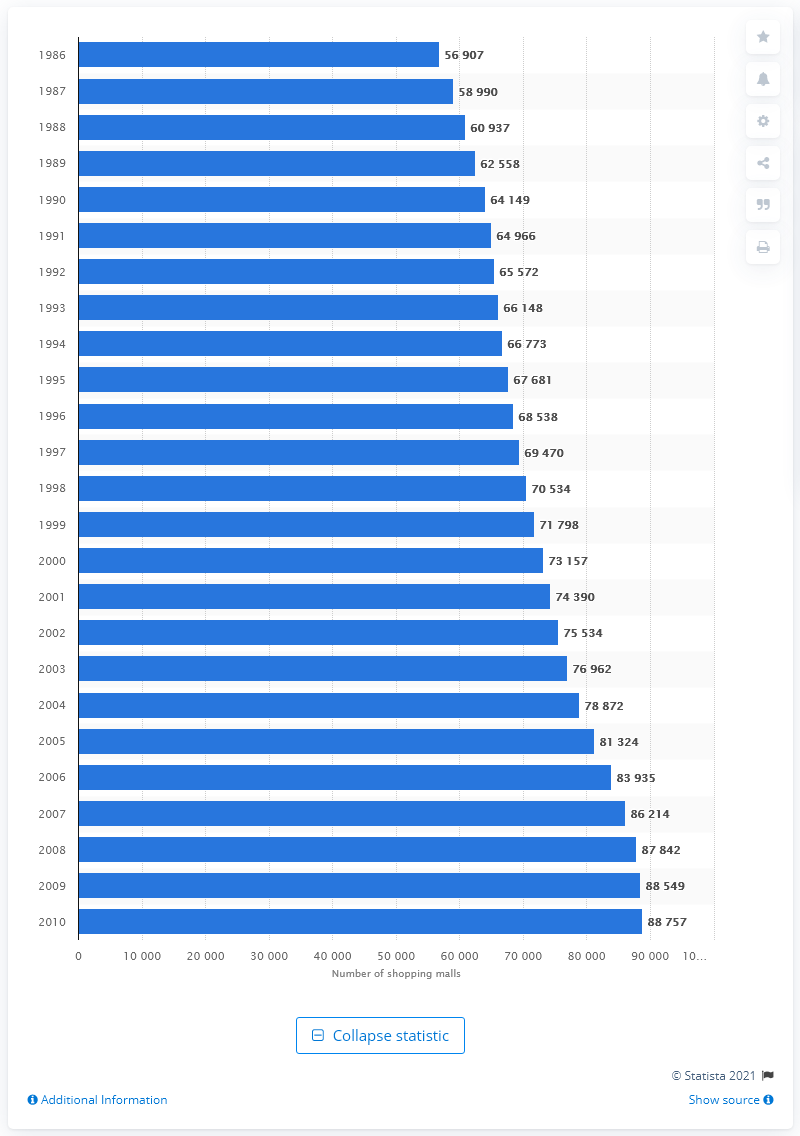 1986 56 907
1987 58 990
1988 60 937
1989 62 558
1990 64 149
1991 64 966
1992 65 572
1993 66 148
1994 66 773
1995 67 681
1996 68 538
1997 69 470
1998 70 534
1999 71 798
2000 73 157
2001 74 390
2002 75 534
2003 76 962
2004 78 872
2005 81 324
2006 83 935
2007 86 214
2008 87 842
2009 88 549
2010 88 757
0 10 000 20 000 30 000 40 000 50 000 60 000 70 000 80 000 90 000 10…
Number of shopping malls
Collapse statistic
© Statista 2021
Additional Information Show source